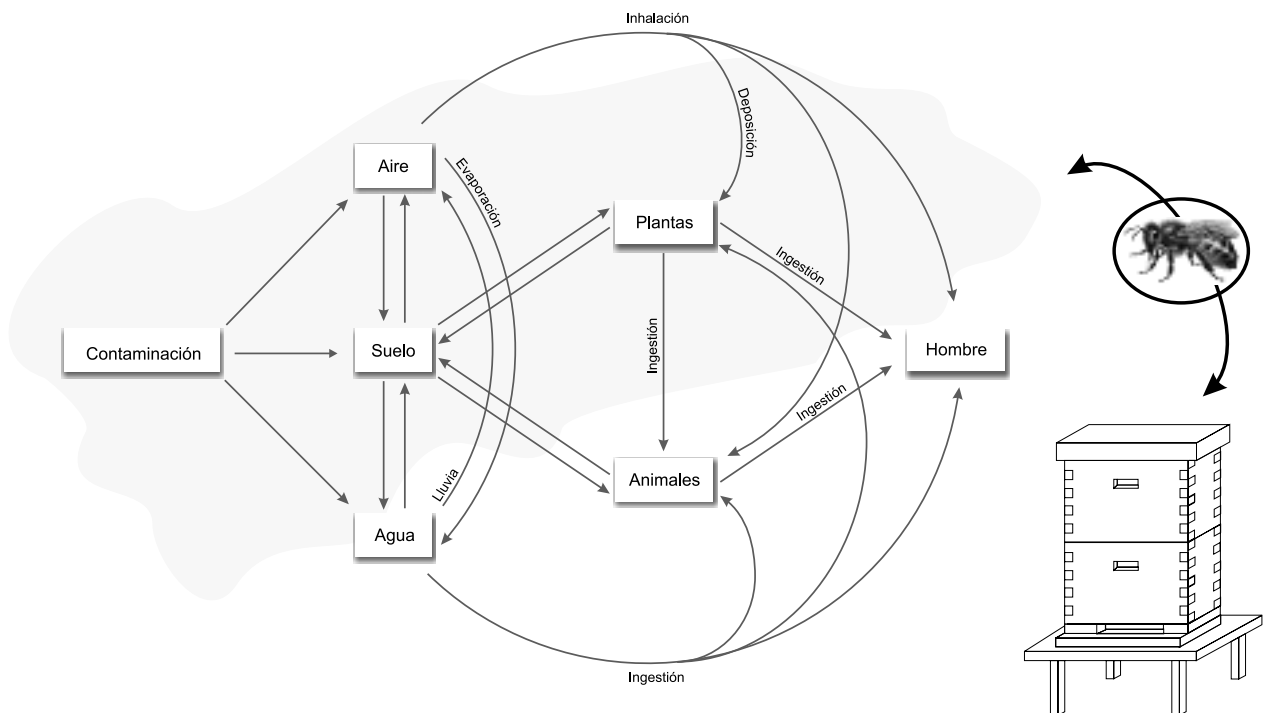 Inhalación
Deposición
Aire
Evaporación
Plantas
Ingestión
Contaminación
Suelo
Ingestión
Hombre
Ingestión
Lluvia
Animales
Agua
Ingestión